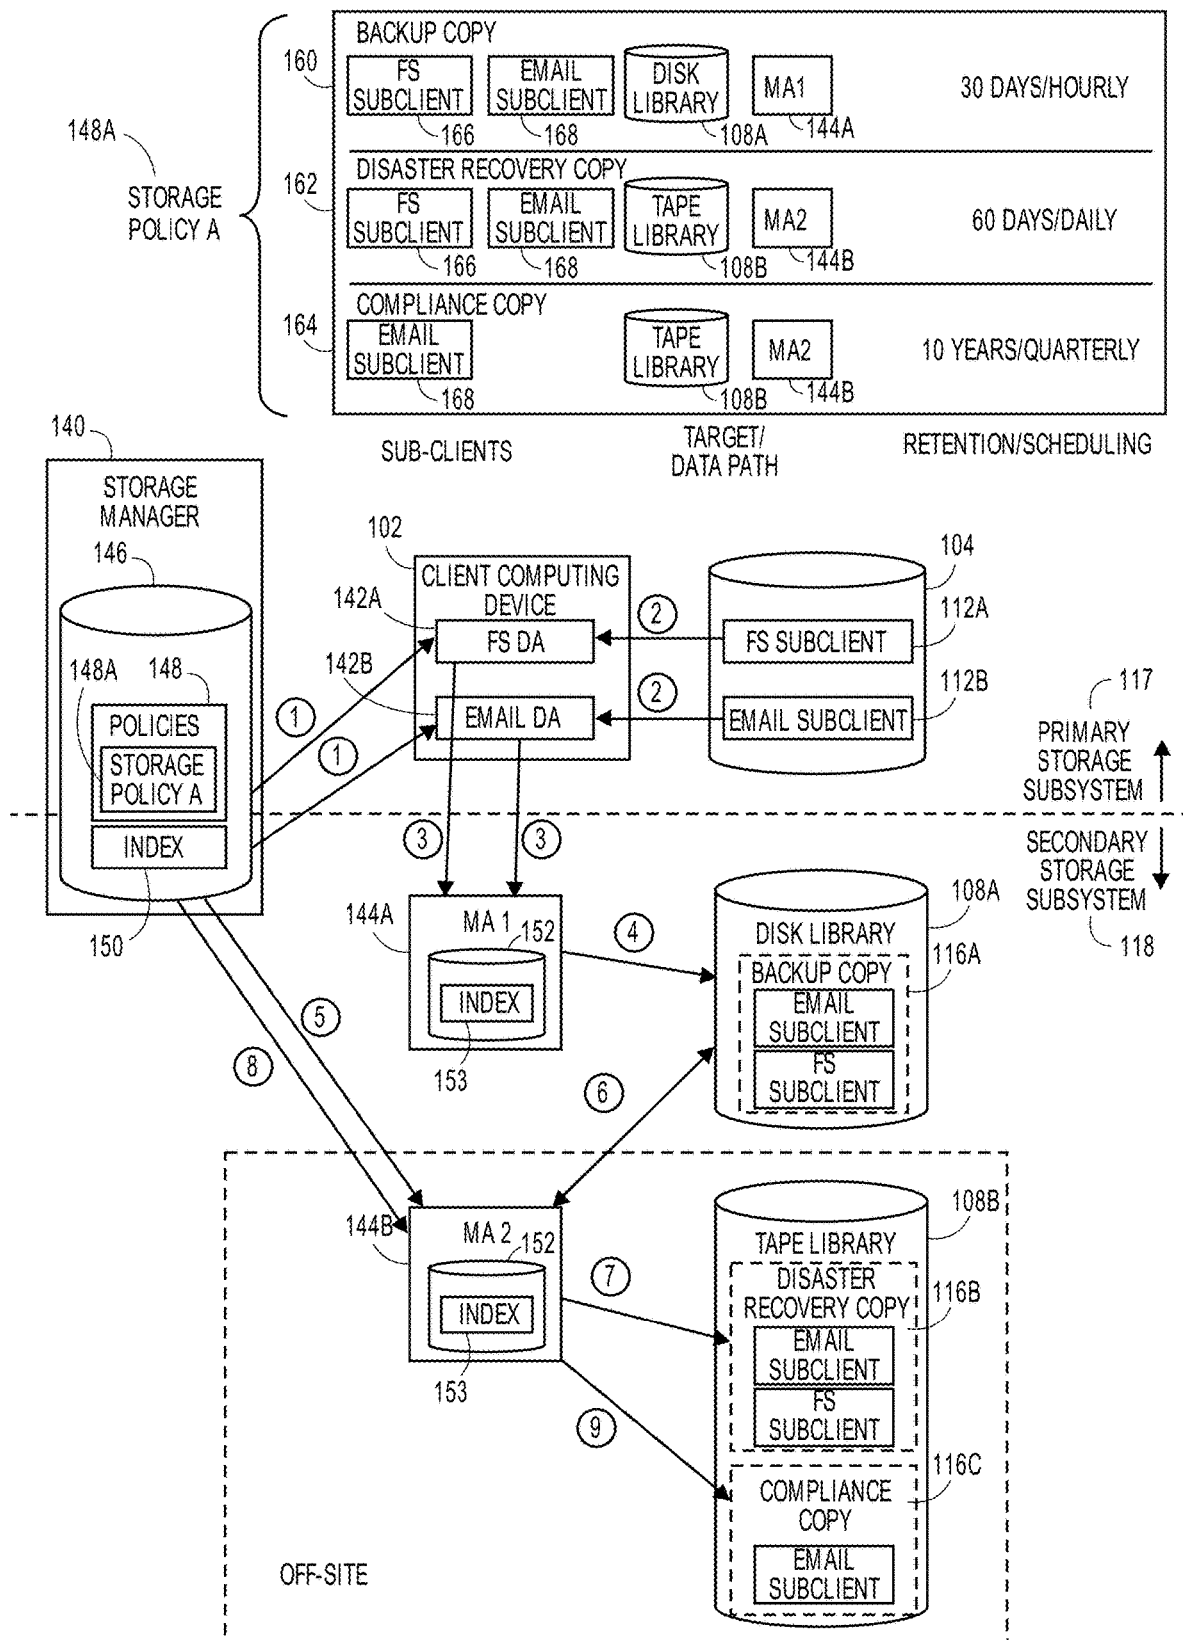 BACKUP COPY
160
FS SUBCLIENT
166
EMAIL SUBCLIENT
168
DISK LIBRARY
108A
MA1
144A
30 DAYS/HOURLY
148A
STORAGE POLICY A
DISASTER RECOVERY COPY
162
FS SUBCLIENT
166
EMAIL SUBCLIENT
168
TAPE LIBRARY
108B
MA2
144B
60 DAYS/DAILY
COMPLIANCE COPY
164
EMAIL SUBCLIENT
168
TAPE LIBRARY
108B
MA2
144B
10 YEARS/QUARTERLY
SUB-CLIENTS
TARGET/
DATA PATH
RETENTION/SCHEDULING
140
STORAGE
MANAGER
146
148A
148
POLICIES
STORAGE
POLICY A
INDEX
150
102
CLIENT COMPUTING
DEVICE
142A
FS DA
142B
EMAIL DA
104
FS SUBCLIENT
112A
EMAIL SUBCLIENT
112B
1
1
2
2
117
PRIMARY
STORAGE
SUBSYSTEM
SECONDARY
STORAGE
SUBSYSTEM
118
3
3
144A
MA 1
152
INDEX
153
4
108A
DISK LIBRARY
116A
BACKUP COPY
EMAIL
SUBCLIENT
FS
SUBCLIENT
5
8
6
144B
MA 2
152
INDEX
153
7
9
108B
TAPE LIBRARY
DISASTER
RECOVERY COPY
116B
EMAIL
SUBCLIENT
FS
SUBCLIENT
116C
COMPLIANCE
COPY
EMAIL
SUBCLIENT
OFF-SITE